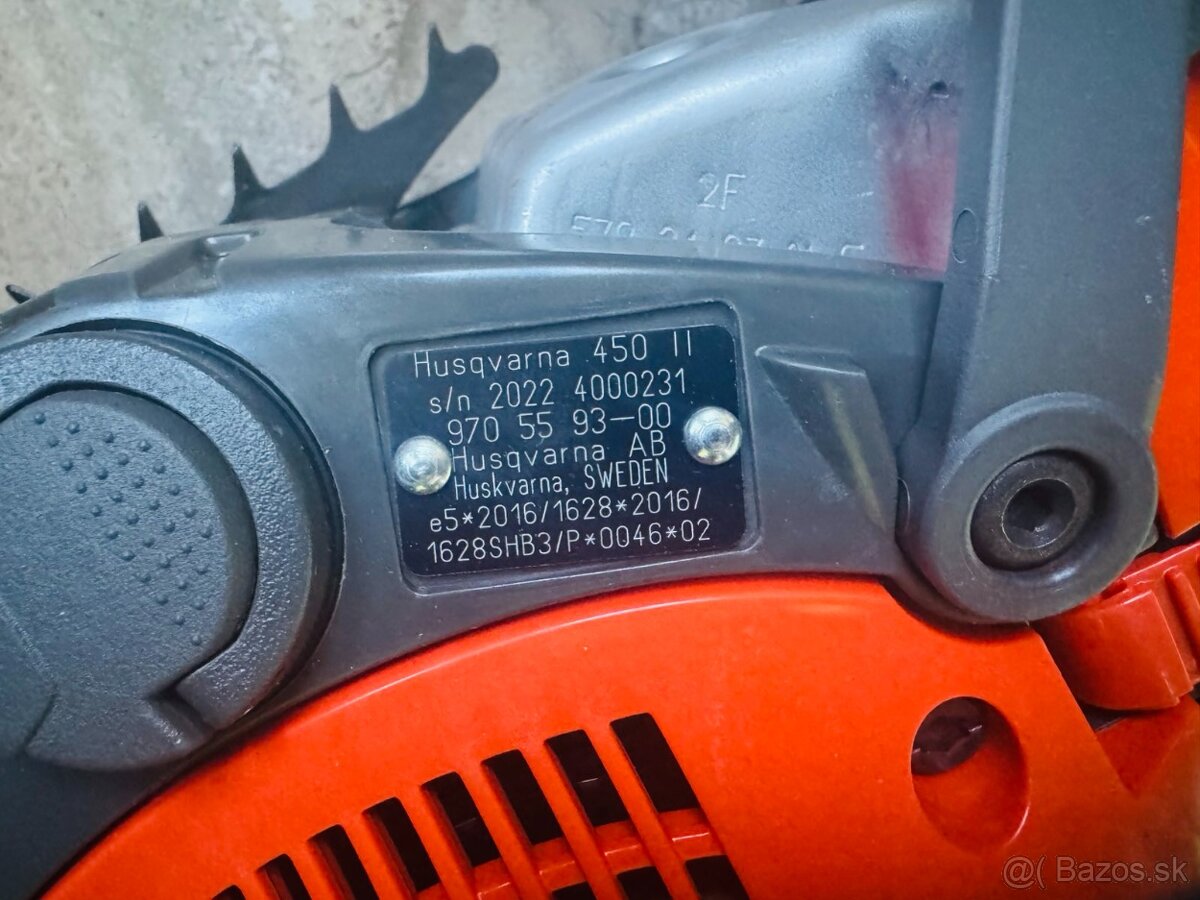 2F
Husqvarna 450 II
s/n 2022 4000231
970 55 93-00
Husqvarna AB
Huskvarna, SWEDEN
e5*2016/1628*2016/
1628SHB3/P*0046*02
@( Bazos.sk